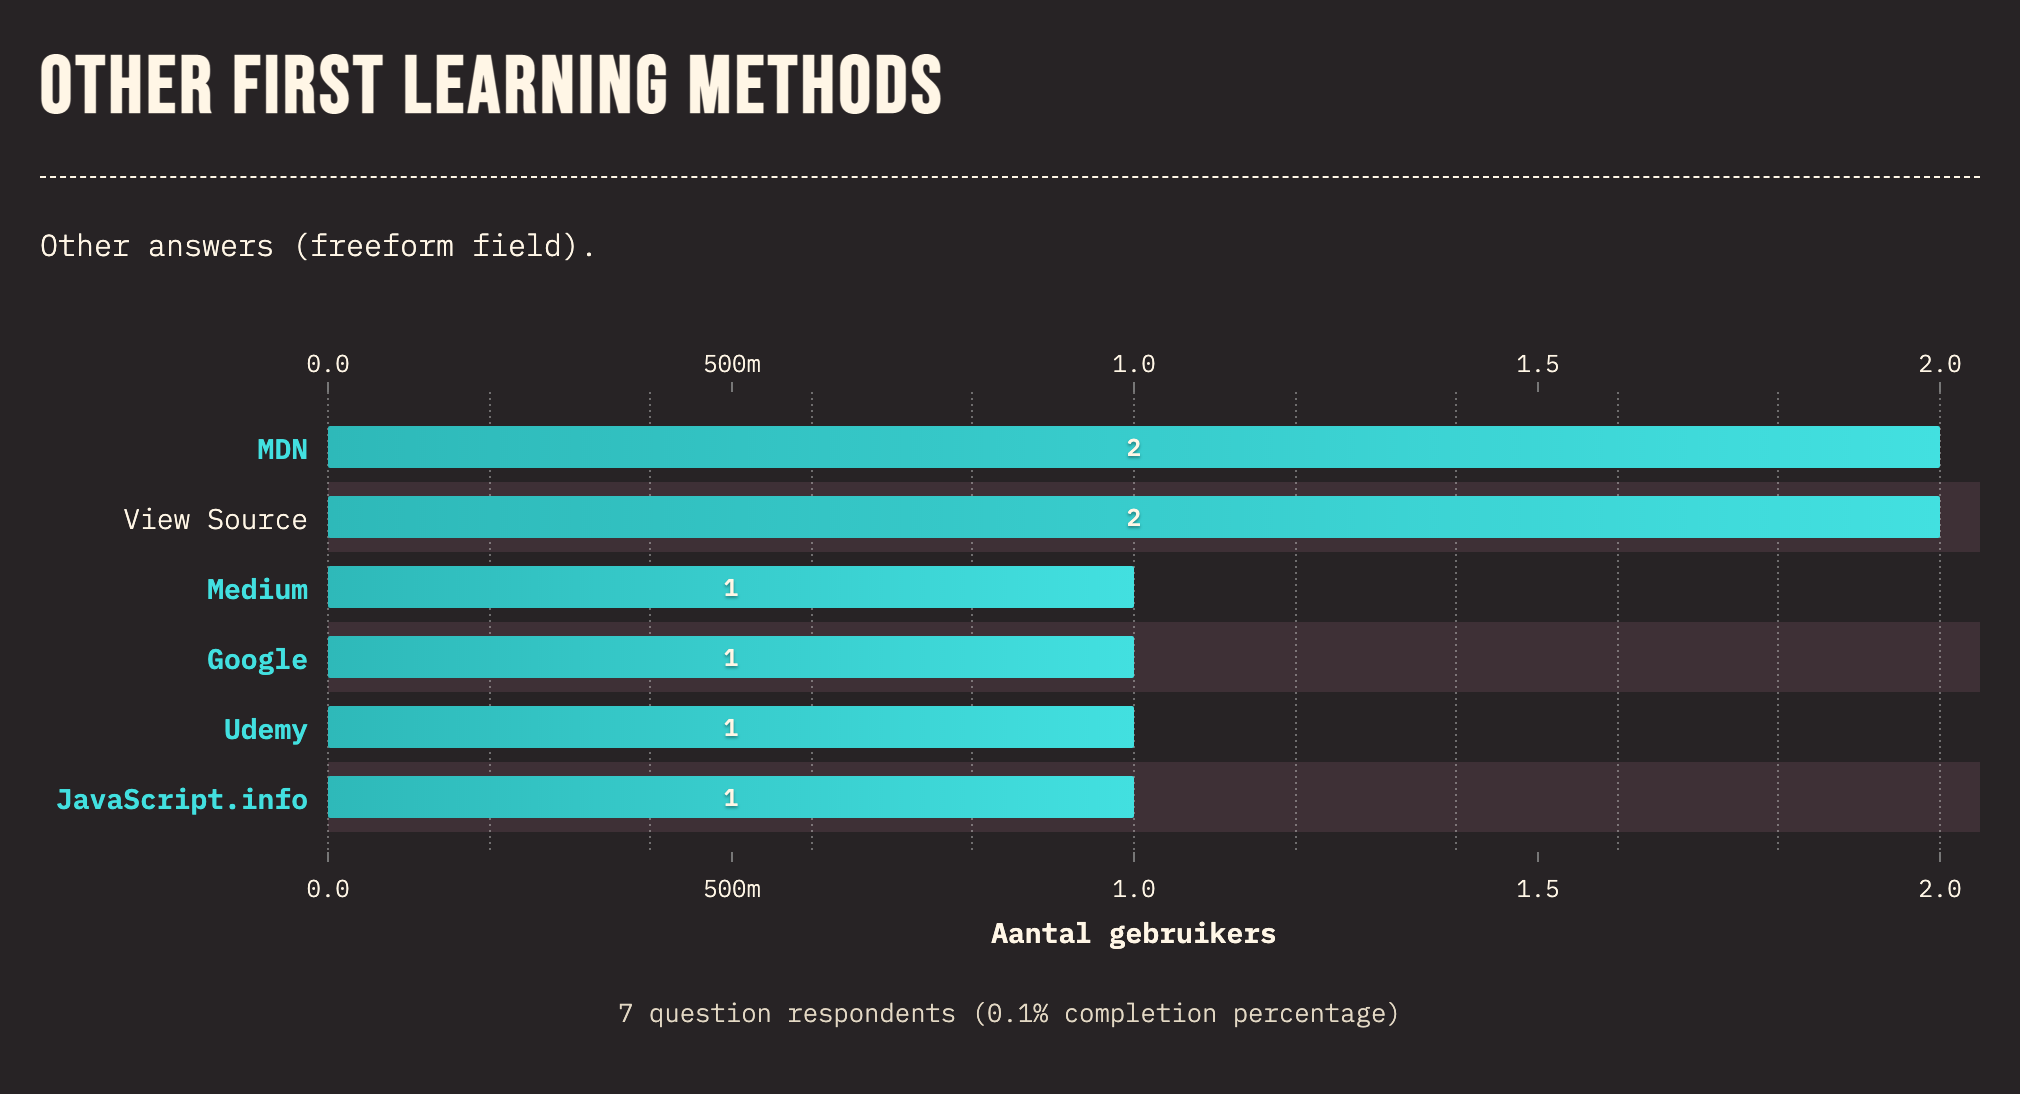 OTHER FIRST LEARNING METHODS
Other answers (freeform field).
0.0 500m 1.0 1.5 2.0
MDN 2
View Source 2
Medium 1
Google 1
Udemy 1
JavaScript.info 1
0.0 500m 1.0 1.5 2.0
Aantal gebruikers
7 question respondents (0.1% completion percentage)